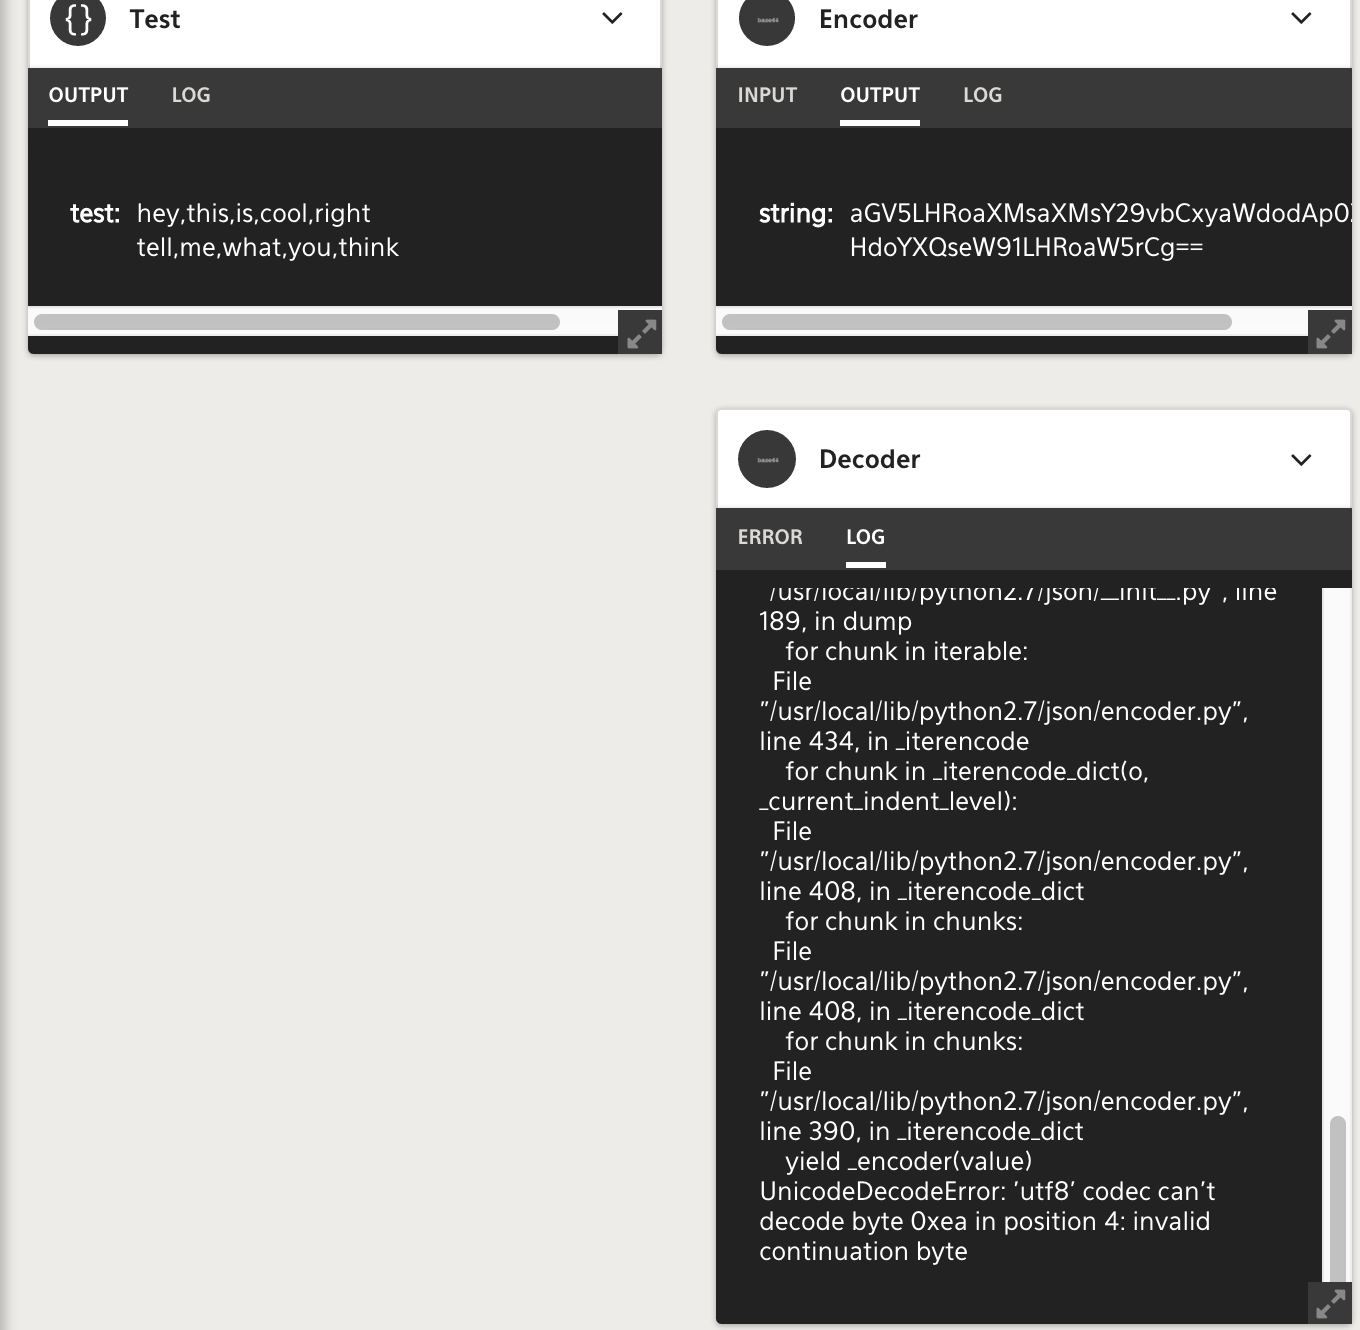 {} Test
OUTPUT LOG
test: hey,this,is,cool,right
tell,me,what,you,think
base64 Encoder
INPUT OUTPUT LOG
string: aGV5LHRoaXMsaXMsY29vbCxyaWdodAp0
HdoYXQseW91LHRoaW5rCg==
base64 Decoder
ERROR LOG
"/usr/local/lib/python2.7/json/__init__.py", line
189, in dump
for chunk in iterable:
File
"/usr/local/lib/python2.7/json/encoder.py",
line 434, in _iterencode
for chunk in _iterencode_dict(o,
_current_indent_level):
File
"/usr/local/lib/python2.7/json/encoder.py",
line 408, in _iterencode_dict
for chunk in chunks:
File
"/usr/local/lib/python2.7/json/encoder.py",
line 408, in _iterencode_dict
for chunk in chunks:
File
"/usr/local/lib/python2.7/json/encoder.py",
line 390, in _iterencode_dict
yield _encoder(value)
UnicodeDecodeError: 'utf8' codec can't
decode byte 0xea in position 4: invalid
continuation byte